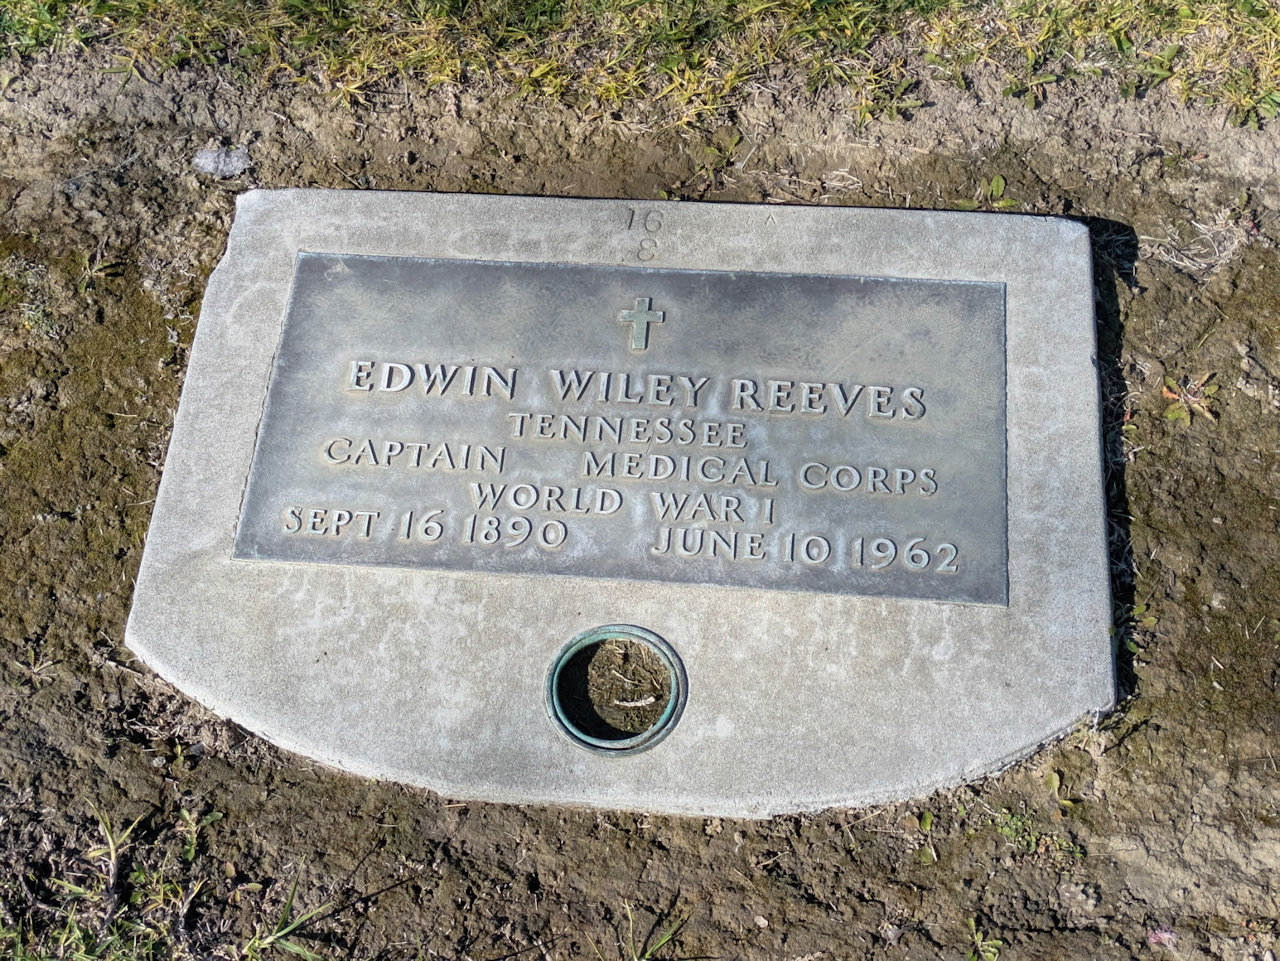 16
8
EDWIN WILEY REEVES
TENNESSEE
CAPTAIN MEDICAL CORPS
WORLD WAR I
SEPT 16 1890 JUNE 10 1962